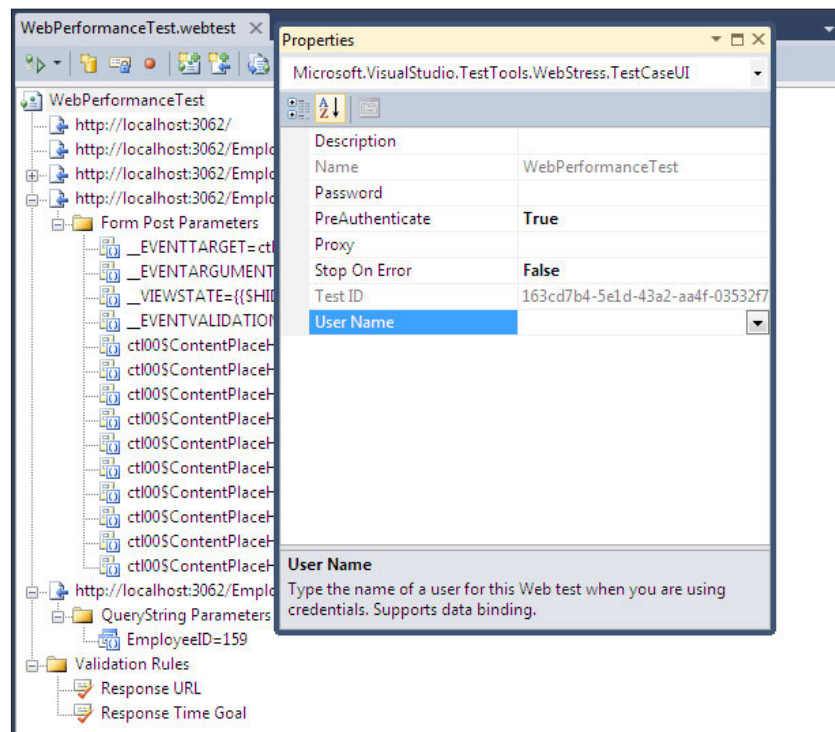 WebPerformanceTest.webtest
WebPerformanceTest
http://localhost:3062/
http://localhost:3062/Emplo
http://localhost:3062/Emplo
http://localhost:3062/Emplo
Form Post Parameters
__EVENTTARGET=ctl
__EVENTARGUMENT
__VIEWSTATE={{$HID
__EVENTVALIDATION
ctl00$ContentPlaceH
ctl00$ContentPlaceH
ctl00$ContentPlaceH
ctl00$ContentPlaceH
ctl00$ContentPlaceH
ctl00$ContentPlaceH
ctl00$ContentPlaceH
ctl00$ContentPlaceH
ctl00$ContentPlaceH
ctl00$ContentPlaceH
http://localhost:3062/Emplo
QueryString Parameters
EmployeeID=159
Validation Rules
Response URL
Response Time Goal
Properties
Microsoft.VisualStudio.TestTools.WebStress.TestCaseUI
Description
Name WebPerformanceTest
Password
PreAuthenticate True
Proxy
Stop On Error False
Test ID 163cd7b4-5e1d-43a2-aa4f-03532f7
User Name
User Name
Type the name of a user for this Web test when you are using
credentials. Supports data binding.